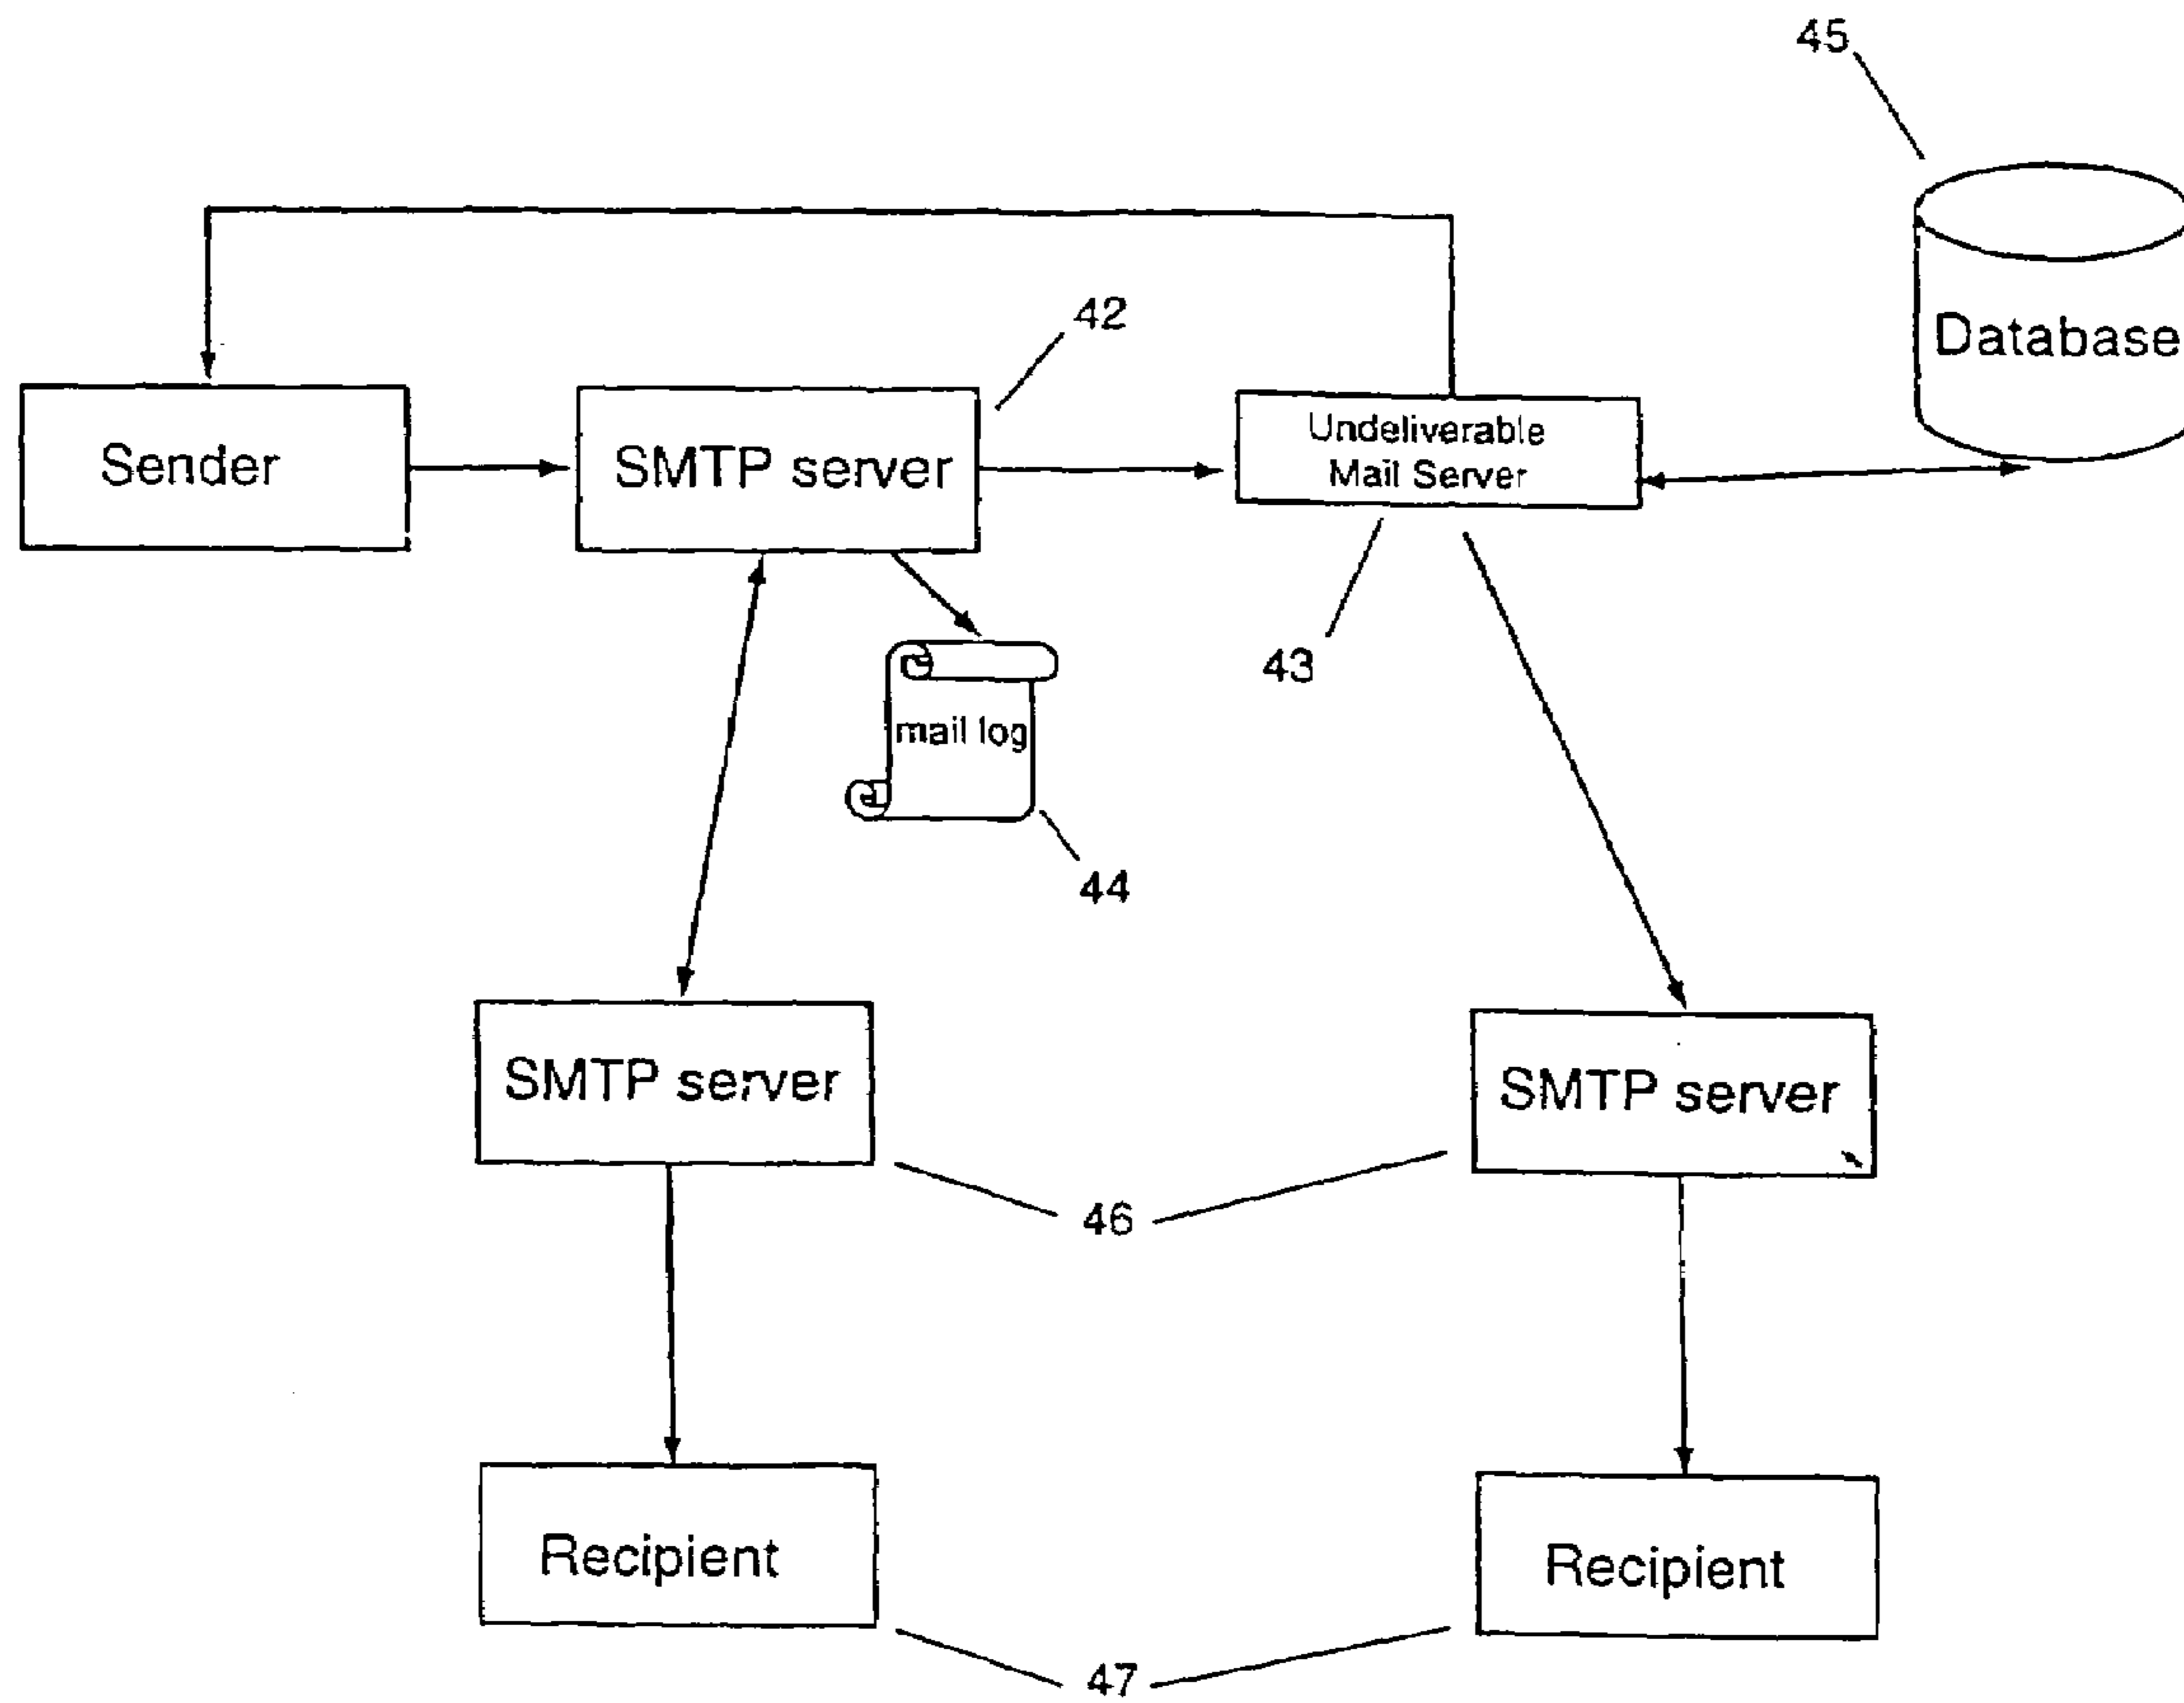 45
Database
42
Sender
SMTP server
Undeliverable
Mail Server
43
mail log
44
SMTP server
SMTP server
46
Recipient
Recipient
47